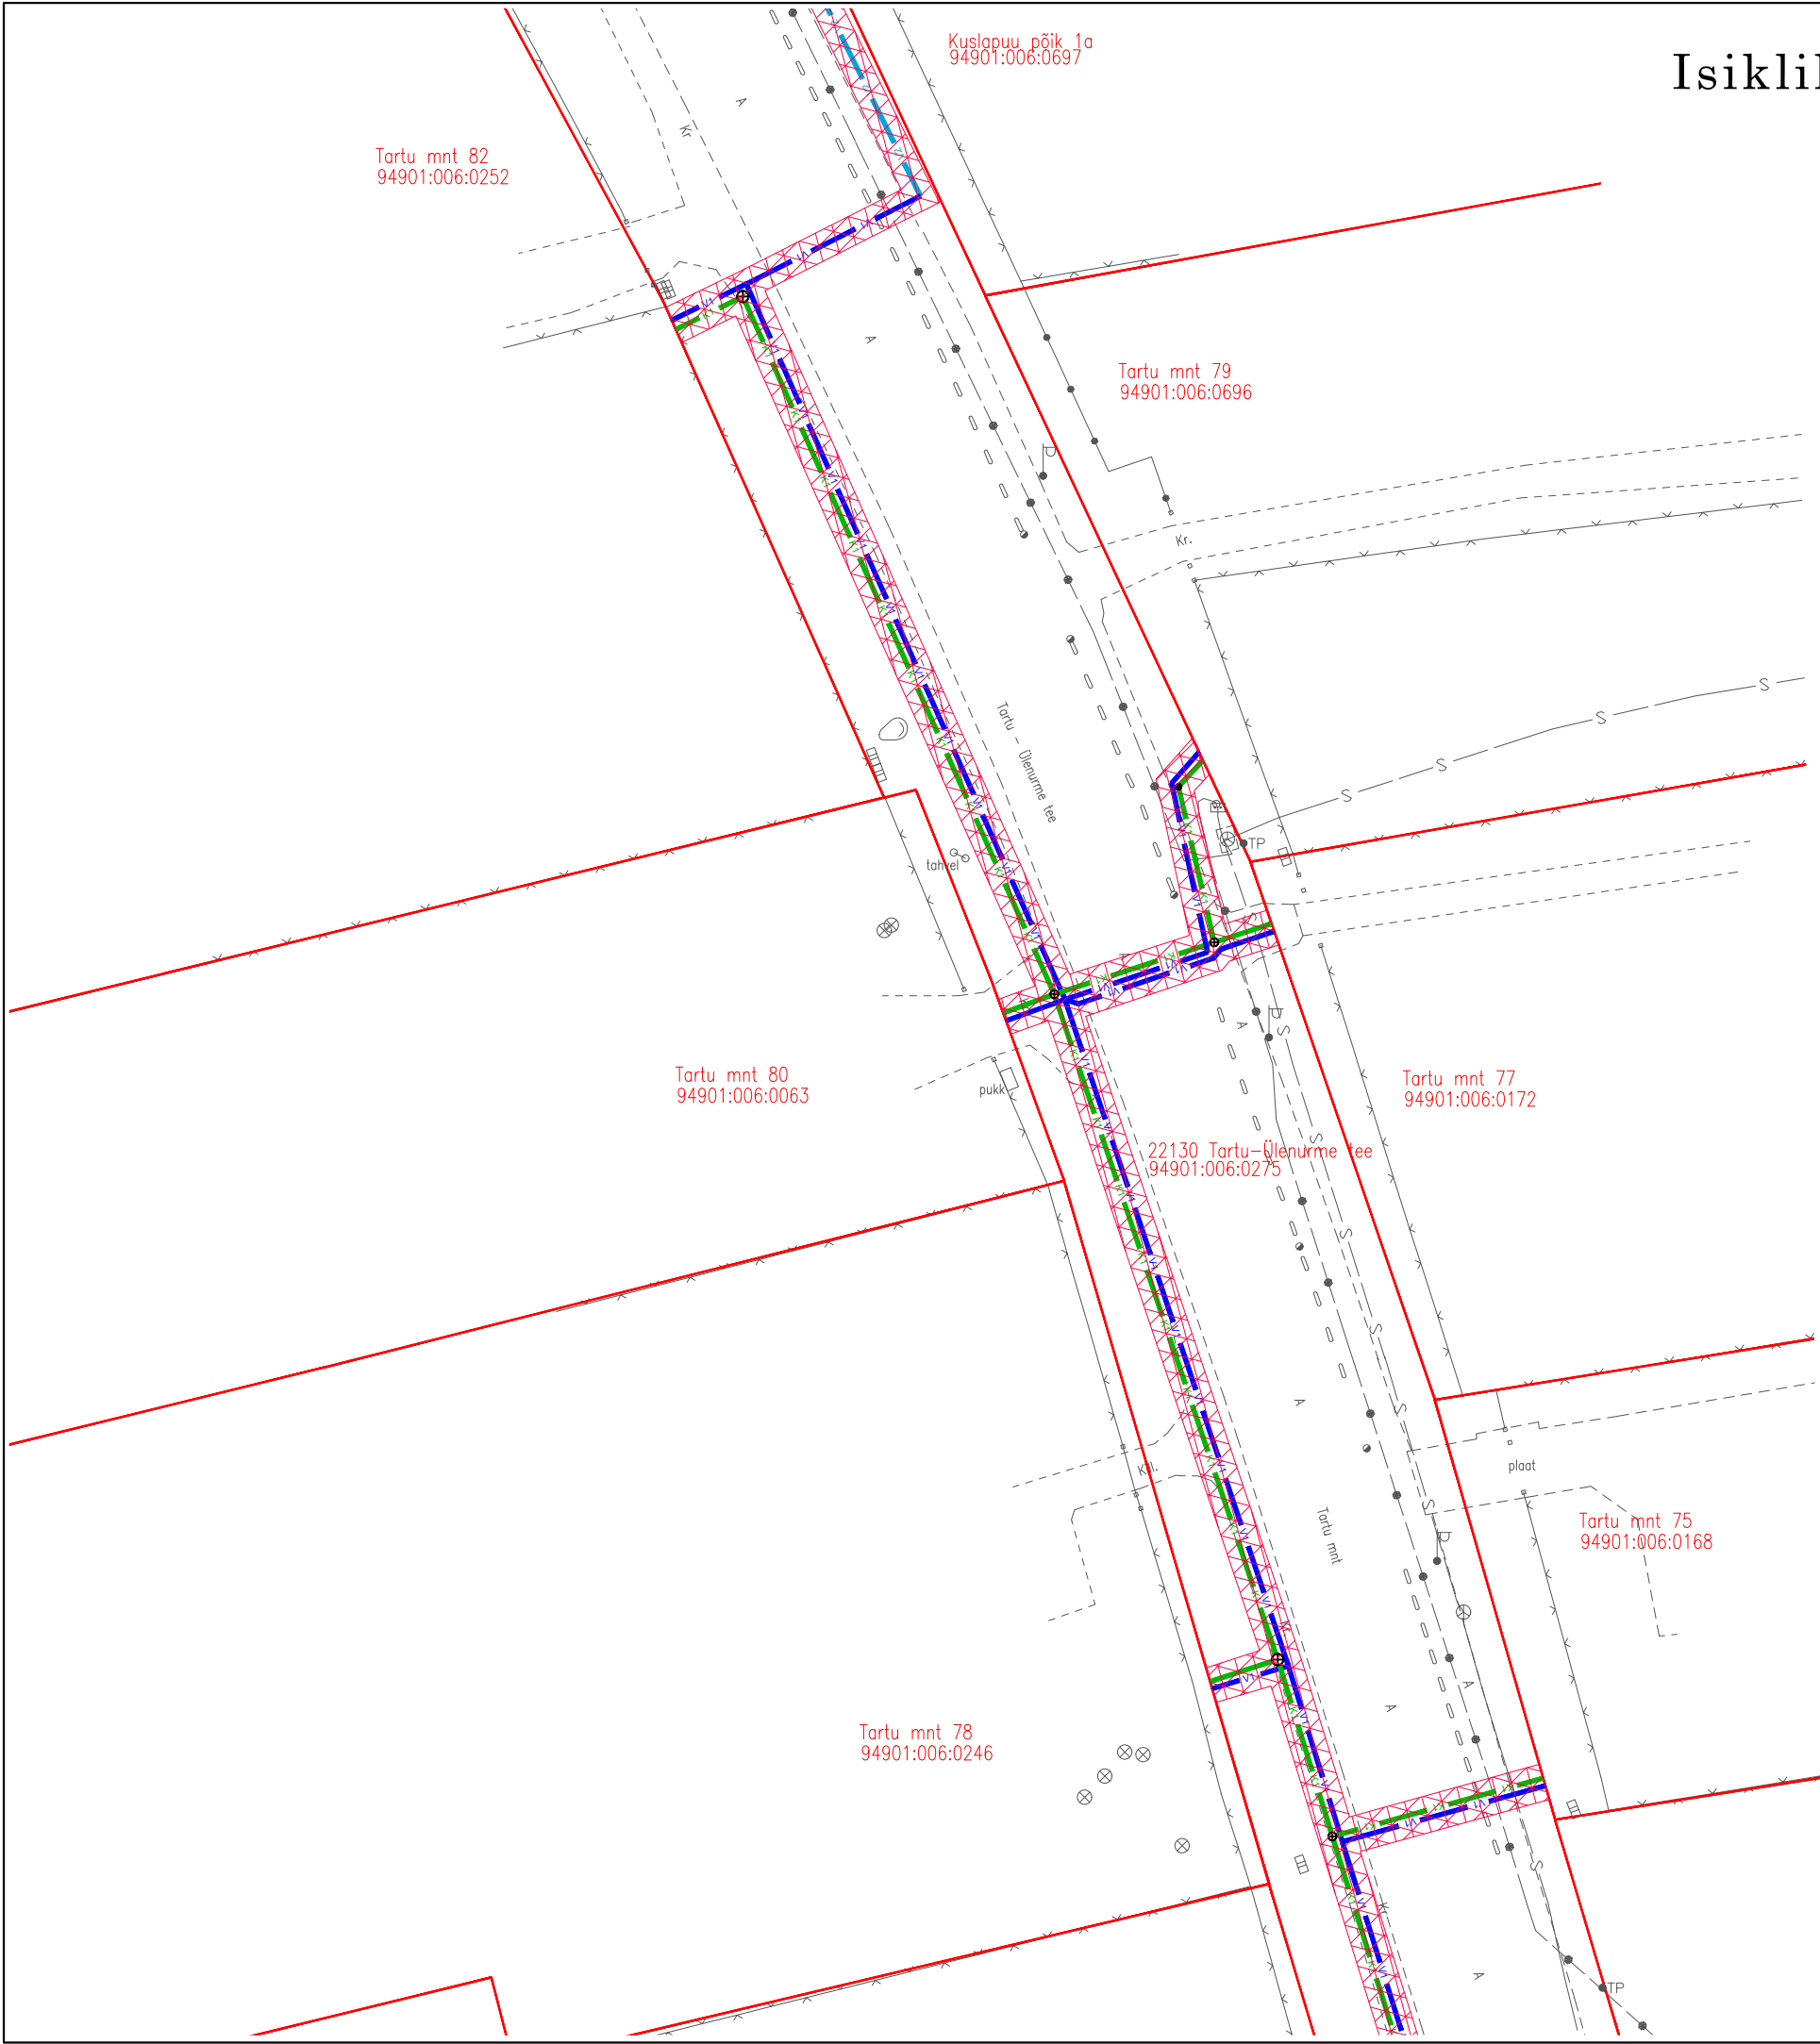 Isiklil
Kuslapuu põik 1a
94901:006:0697
Tartu mnt 82
94901:006:0252
Kr
A
A
Tartu mnt 79
94901:006:0696
Kr.
Tartu - Ülenurme tee
S
S
S
S
TP
tahvel
Tartu mnt 80
94901:006:0063
pukk
Tartu mnt 77
94901:006:0172
22130 Tartu-Ülenurme tee
94901:006:0275
A
A
plaat
Tartu mnt
Tartu mnt 75
94901:006:0168
Tartu mnt 78
94901:006:0246
A
A
Kr
A
TP